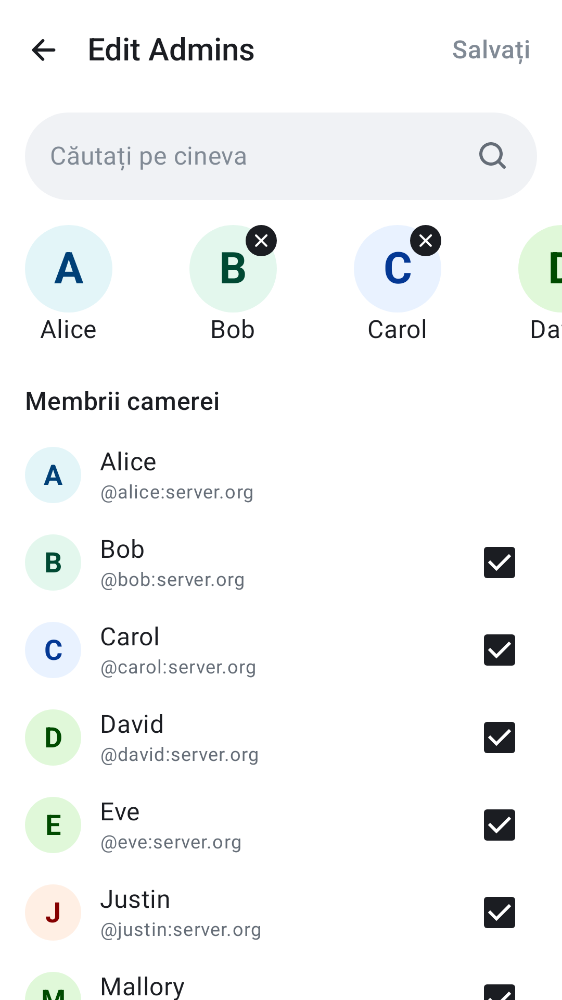 Edit Admins
Salvați
Căutați pe cineva
A
B
C
D
Alice
Bob
Carol
Da
Membrii camerei
A
Alice
@alice:server.org
B
Bob
@bob:server.org
C
Carol
@carol:server.org
D
David
@david:server.org
E
Eve
@eve:server.org
J
Justin
@justin:server.org
M
Mallory